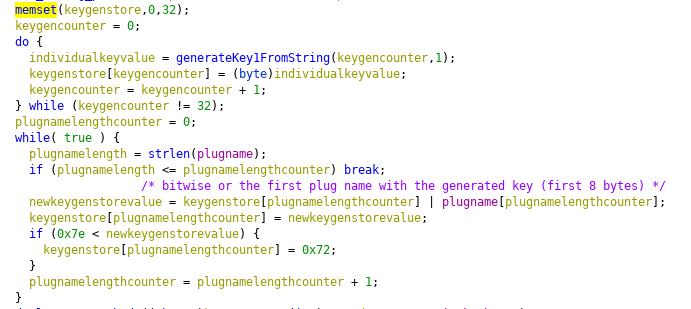 memset(keygenstore,0,32);
keygencounter = 0;
do {
individualkeyvalue = generateKey1FromString(keygencounter,1);
keygenstore[keygencounter] = (byte)individualkeyvalue;
keygencounter = keygencounter + 1;
} while (keygencounter != 32);
plugnamelengthcounter = 0;
while( true ) {
plugnamelength = strlen(plugname);
if (plugnamelength <= plugnamelengthcounter) break;
/* bitwise or the first plug name with the generated key (first 8 bytes) */
newkeygenstorevalue = keygenstore[plugnamelengthcounter] | plugname[plugnamelengthcounter];
keygenstore[plugnamelengthcounter] = newkeygenstorevalue;
if (0x7e < newkeygenstorevalue) {
keygenstore[plugnamelengthcounter] = 0x72;
}
plugnamelengthcounter = plugnamelengthcounter + 1;
}